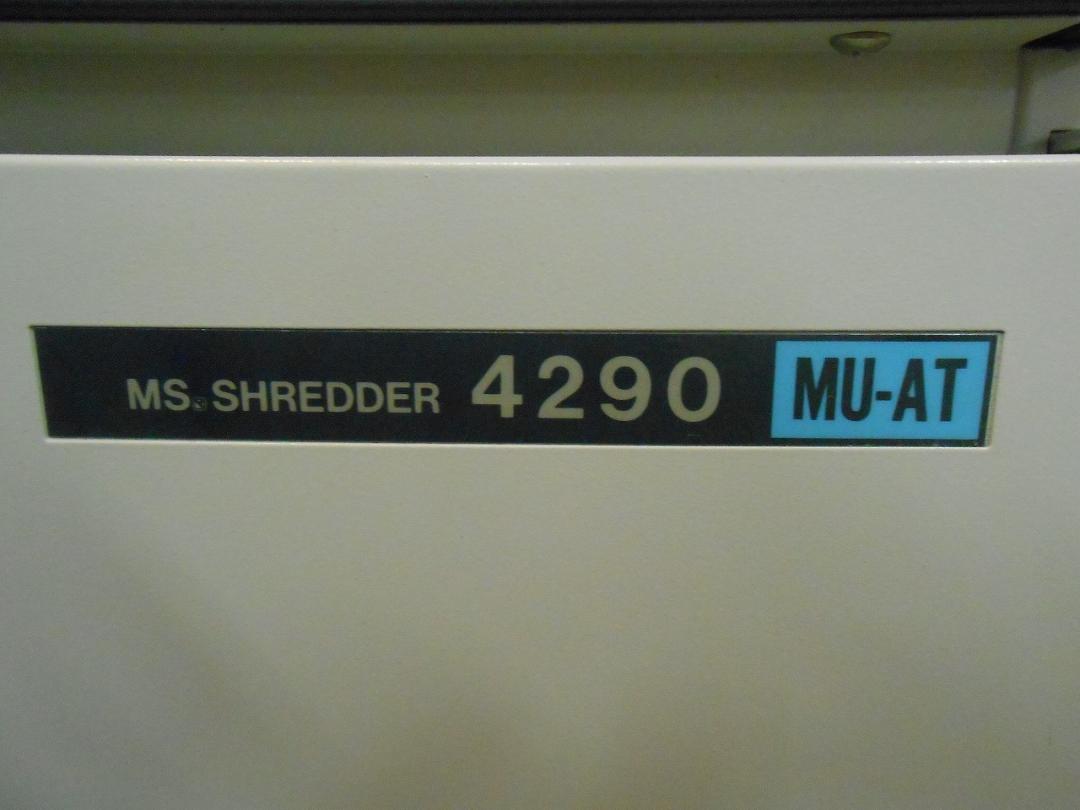 MS. SHREDDER 4290 MU-AT